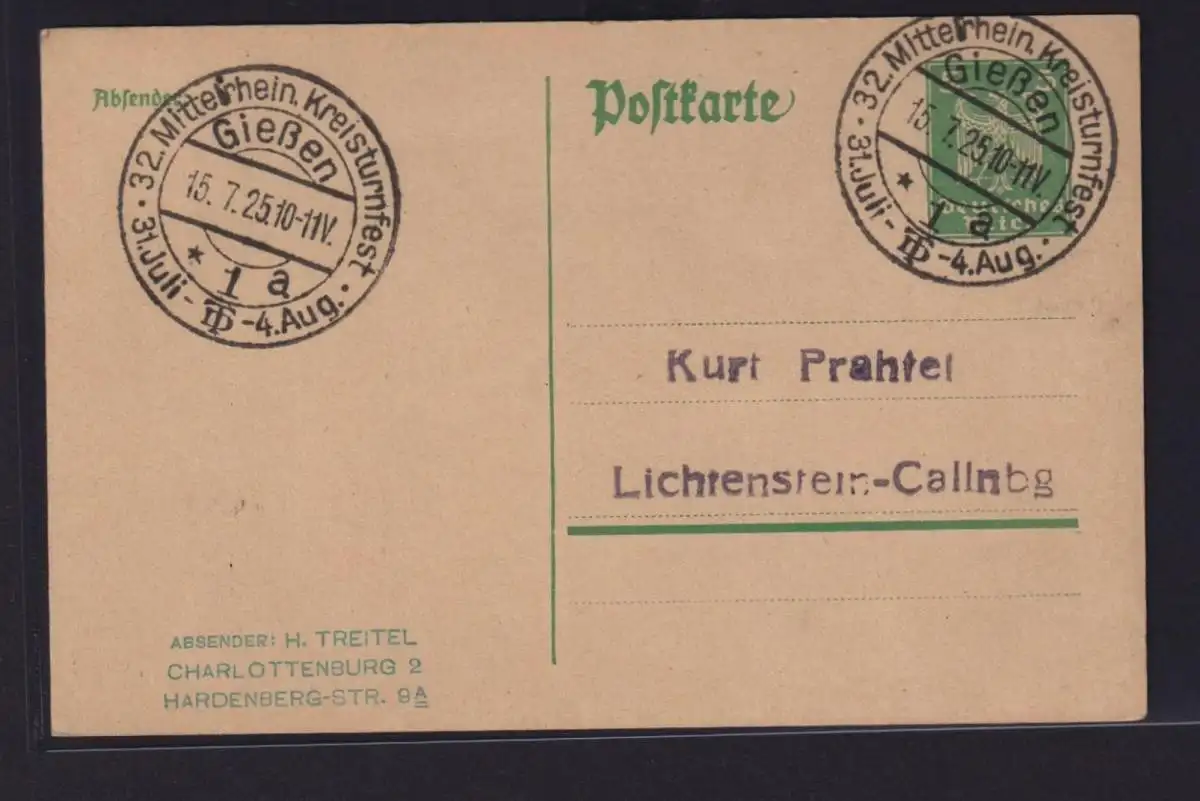 Absender:
32. Mittelrhein. Kreisturnfest
Gießen
15. 7. 25. 10-11V.
* 1 a
31. Juli - -4. Aug.
Postkarte
32. Mittelrhein. Kreisturnfest
Gießen
15. 7. 25. 10-11V.
* 1 a
31. Juli - -4. Aug.
Deutsches
Reich
Kurt Prahtel
Lichtenstein-Callnbg
ABSENDER: H. TREITEL
CHARLOTTENBURG 2
HARDENBERG-STR. 9A